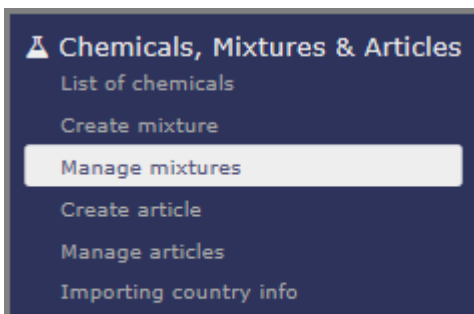 Chemicals, Mixtures & Articles
List of chemicals
Create mixture
Manage mixtures
Create article
Manage articles
Importing country info